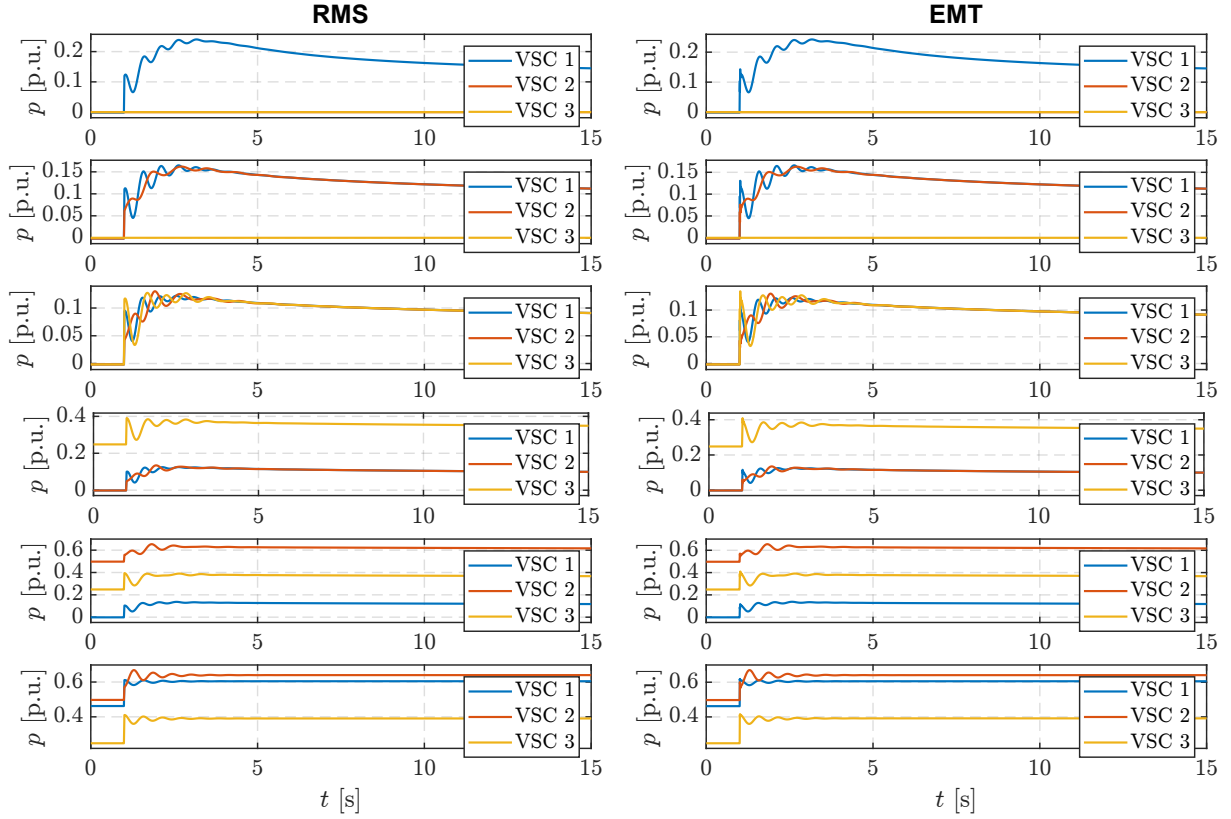 RMS EMT
p [p.u.] 0.2 0.1 0 VSC 1 VSC 2 VSC 3 p [p.u.] 0.2 0.1 0 VSC 1 VSC 2 VSC 3
0 5 10 15 0 5 10 15
p [p.u.] 0.15 0.1 0.05 0 VSC 1 VSC 2 VSC 3 p [p.u.] 0.15 0.1 0.05 0 VSC 1 VSC 2 VSC 3
0 5 10 15 0 5 10 15
p [p.u.] 0.1 0.05 0 VSC 1 VSC 2 VSC 3 p [p.u.] 0.1 0.05 0 VSC 1 VSC 2 VSC 3
0 5 10 15 0 5 10 15
p [p.u.] 0.4 0.2 0 VSC 1 VSC 2 VSC 3 p [p.u.] 0.4 0.2 0 VSC 1 VSC 2 VSC 3
0 5 10 15 0 5 10 15
p [p.u.] 0.6 0.4 0.2 0 VSC 1 VSC 2 VSC 3 p [p.u.] 0.6 0.4 0.2 0 VSC 1 VSC 2 VSC 3
0 5 10 15 0 5 10 15
p [p.u.] 0.6 0.4 VSC 1 VSC 2 VSC 3 p [p.u.] 0.6 0.4 VSC 1 VSC 2 VSC 3
0 5 10 15 0 5 10 15
t [s] t [s]